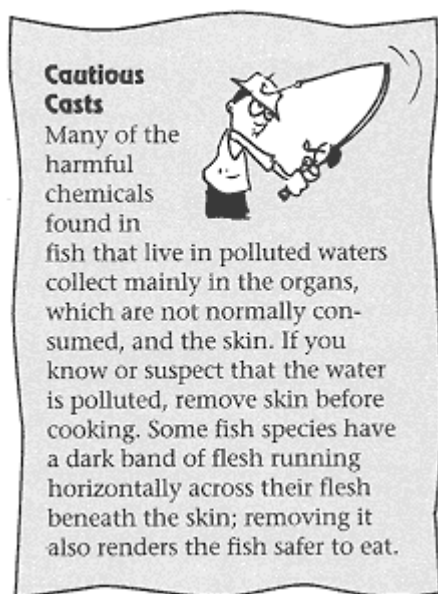 Cautious
Casts
Many of the
harmful
chemicals
found in
fish that live in polluted waters
collect mainly in the organs,
which are not normally con-
sumed, and the skin. If you
know or suspect that the water
is polluted, remove skin before
cooking. Some fish species have
a dark band of flesh running
horizontally across their flesh
beneath the skin; removing it
also renders the fish safer to eat.